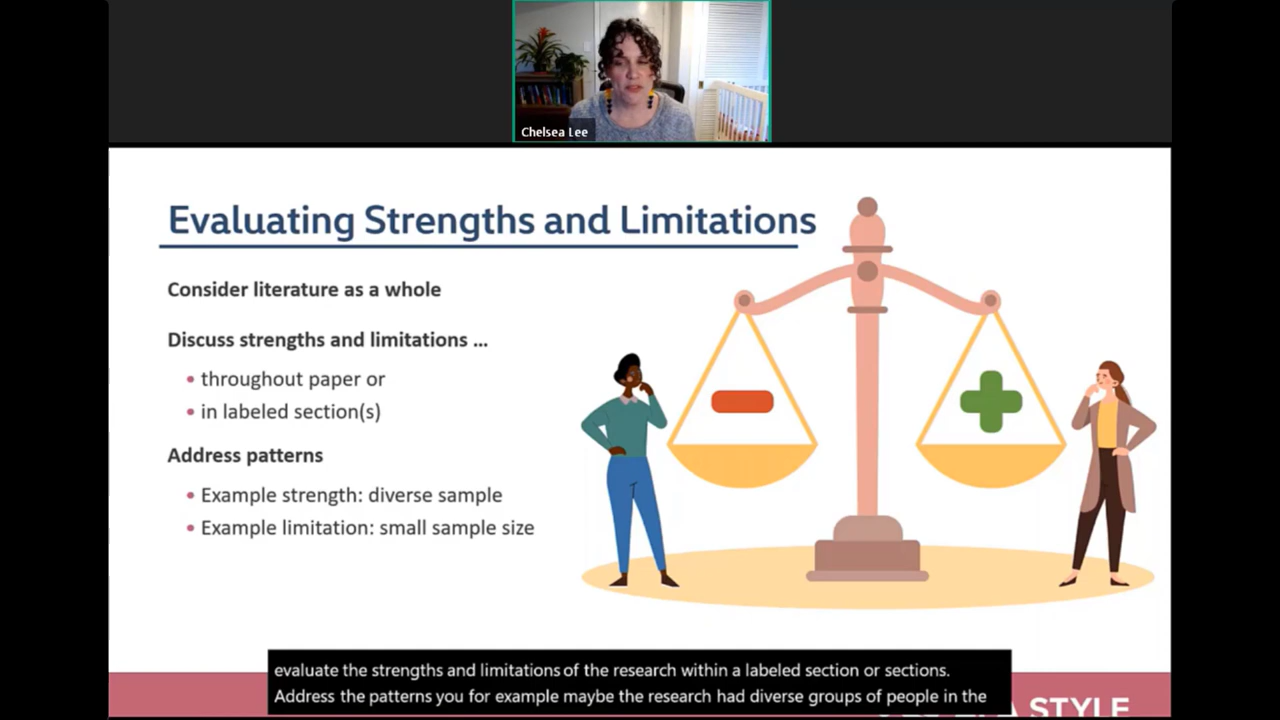 Chelsea Lee
Evaluating Strengths and Limitations
Consider literature as a whole
Discuss strengths and limitations ...
• throughout paper or
• in labeled section(s)
Address patterns
• Example strength: diverse sample
• Example limitation: small sample size
evaluate the strengths and limitations of the research within a labeled section or sections.
Address the patterns you for example maybe the research had diverse groups of people in the
STYLE